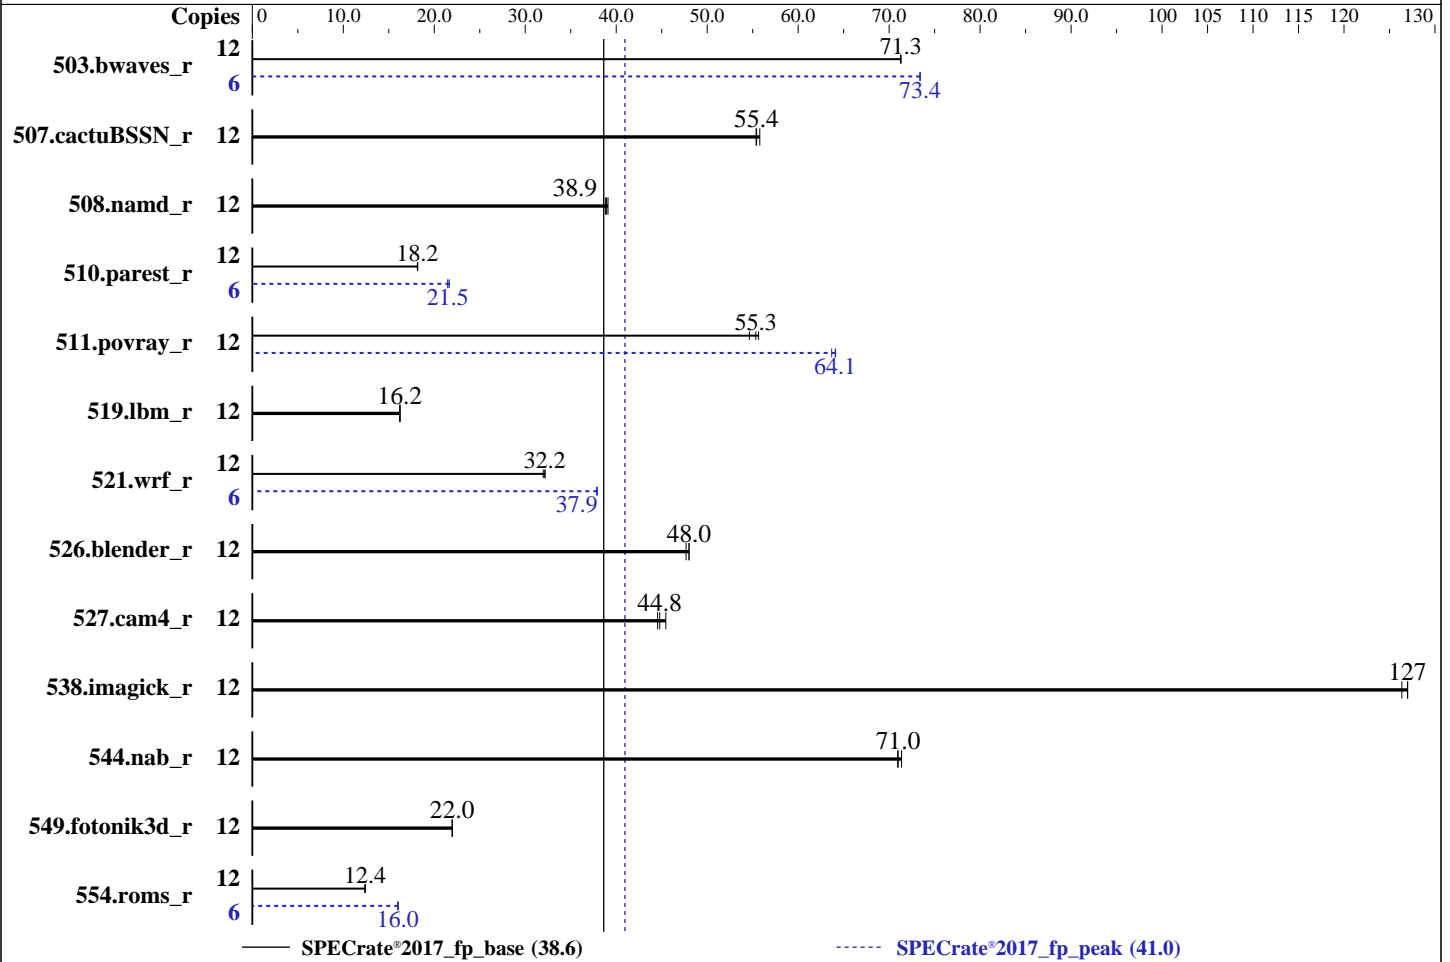 Copies 0 10.0 20.0 30.0 40.0 50.0 60.0 70.0 80.0 90.0 100 105 110 115 120 130
503.bwaves_r 12 71.3
6 73.4
507.cactuBSSN_r 12 55.4
508.namd_r 12 38.9
510.parest_r 12 18.2
6 21.5
511.povray_r 12 55.3
64.1
519.lbm_r 12 16.2
521.wrf_r 12 32.2
6 37.9
526.blender_r 12 48.0
527.cam4_r 12 44.8
538.imagick_r 12 127
544.nab_r 12 71.0
549.fotonik3d_r 12 22.0
554.roms_r 12 12.4
6 16.0
SPECrate®2017_fp_base (38.6) SPECrate®2017_fp_peak (41.0)